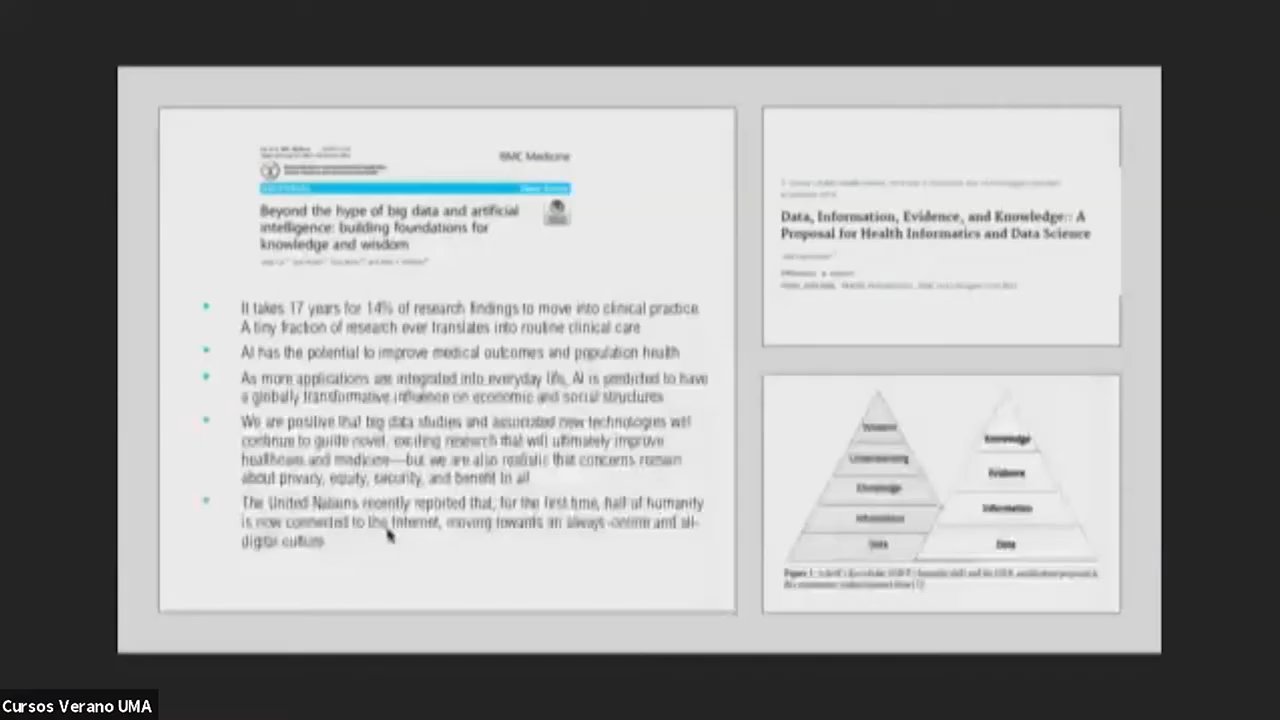 BMC Medicine
EDITORIAL
Open Access
Beyond the hype of big data and artificial
intelligence: building foundations for
knowledge and wisdom
It takes 17 years for 14% of research findings to move into clinical practice.
A tiny fraction of research ever translates into routine clinical care
AI has the potential to improve medical outcomes and population health
As more applications are integrated into everyday life, AI is predicted to have
a globally transformative influence on economic and social structures
We are positive that big data studies and associated new technologies will
continue to guide novel, exciting research that will ultimately improve
healthcare and medicine—but we are also realistic that concerns remain
about privacy, equity, security, and benefit to all
The United Nations recently reported that, for the first time, half of humanity
is now connected to the Internet, moving towards an always-online and all-
digital culture
Data, Information, Evidence, and Knowledge:: A
Proposal for Health Informatics and Data Science
Wisdom
Understanding
Knowledge
Information
Data
Knowledge
Evidence
Information
Data
Figure 1:
Cursos Verano UMA